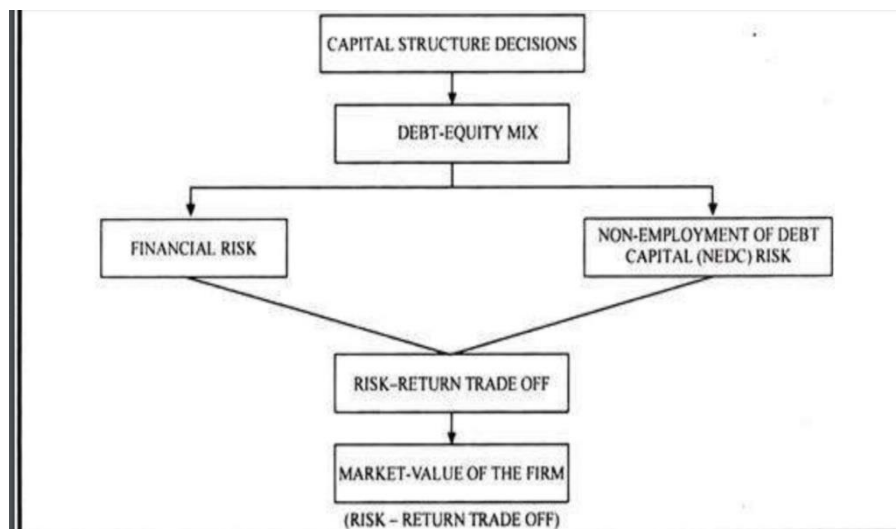 CAPITAL STRUCTURE DECISIONS
DEBT-EQUITY MIX
FINANCIAL RISK
NON-EMPLOYMENT OF DEBT
CAPITAL (NEDC) RISK
RISK–RETURN TRADE OFF
MARKET-VALUE OF THE FIRM
(RISK – RETURN TRADE OFF)